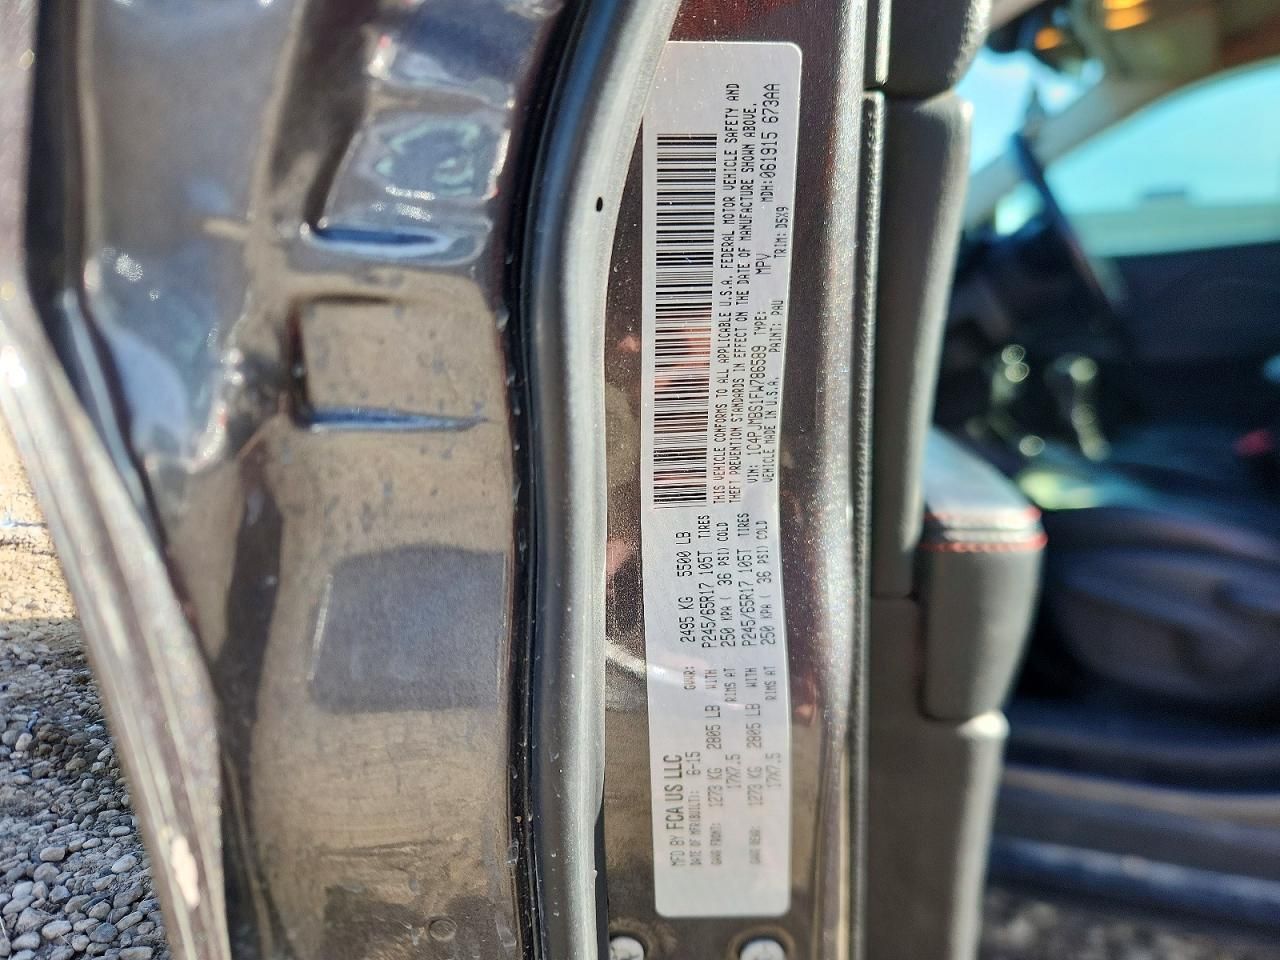 MFD BY FCA US LLC
DATE OF MFR(BUILT): 6-15 GVWR: 2495 KG 5500 LB
GAWR FRONT: 1273 KG 2805 LB WITH P245/65R17 105T TIRES
17X7.5 RIMS AT 250 KPA ( 36 PSI) COLD
GAWR REAR: 1273 KG 2805 LB WITH P245/65R17 105T TIRES
17X7.5 RIMS AT 250 KPA ( 36 PSI) COLD
THIS VEHICLE CONFORMS TO ALL APPLICABLE U.S.A. FEDERAL MOTOR VEHICLE SAFETY AND
THEFT PREVENTION STANDARDS IN EFFECT ON THE DATE OF MANUFACTURE SHOWN ABOVE.
VIN: 1C4PJMBS1FW786589 TYPE: MPV MDH:061915 673AA
VEHICLE MADE IN U.S.A. PAINT: PAU TRIM: D5X9